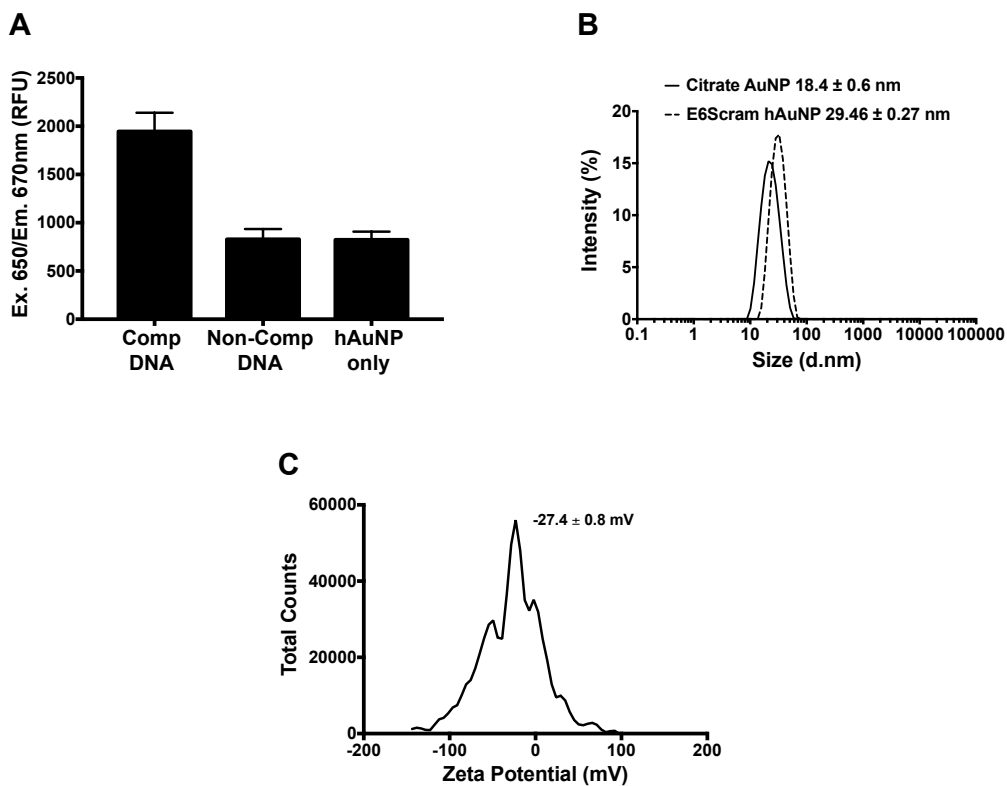 A
Ex. 650/Em. 670nm (RFU)
2500
2000
1500
1000
500
0
Comp DNA
Non-Comp DNA
hAuNP only
B
Citrate AuNP 18.4 ± 0.6 nm
E6Scram hAuNP 29.46 ± 0.27 nm
Intensity (%)
20
15
10
5
0
0.1 1 10 100 1000 10000 100000
Size (d.nm)
C
-27.4 ± 0.8 mV
Total Counts
60000
40000
20000
0
-200 -100 0 100 200
Zeta Potential (mV)